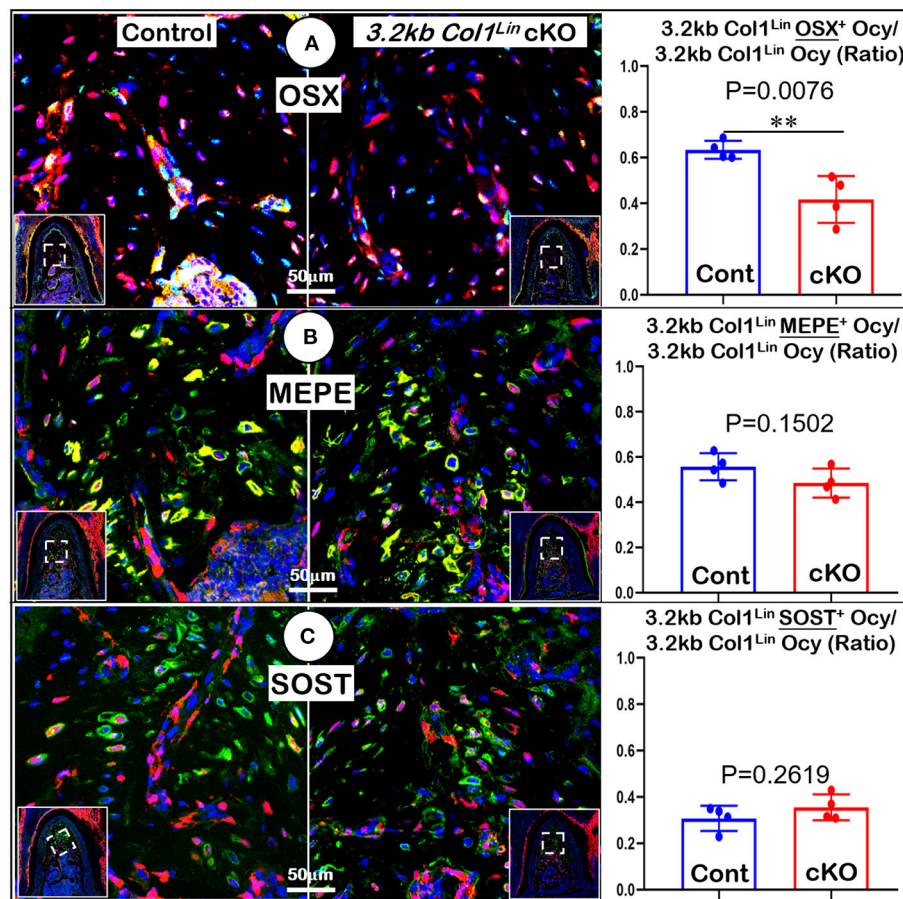 Control
3.2kb Col1Lin cKO
A
OSX
50µm
3.2kb Col1Lin OSX+ Ocy/
3.2kb Col1Lin Ocy (Ratio)
1.0
0.8
0.6
0.4
0.2
0.0
P=0.0076
**
Cont
cKO
B
MEPE
50µm
3.2kb Col1Lin MEPE+ Ocy/
3.2kb Col1Lin Ocy (Ratio)
1.0
0.8
0.6
0.4
0.2
0.0
P=0.1502
Cont
cKO
C
SOST
50µm
3.2kb Col1Lin SOST+ Ocy/
3.2kb Col1Lin Ocy (Ratio)
1.0
0.8
0.6
0.4
0.2
0.0
P=0.2619
Cont
cKO